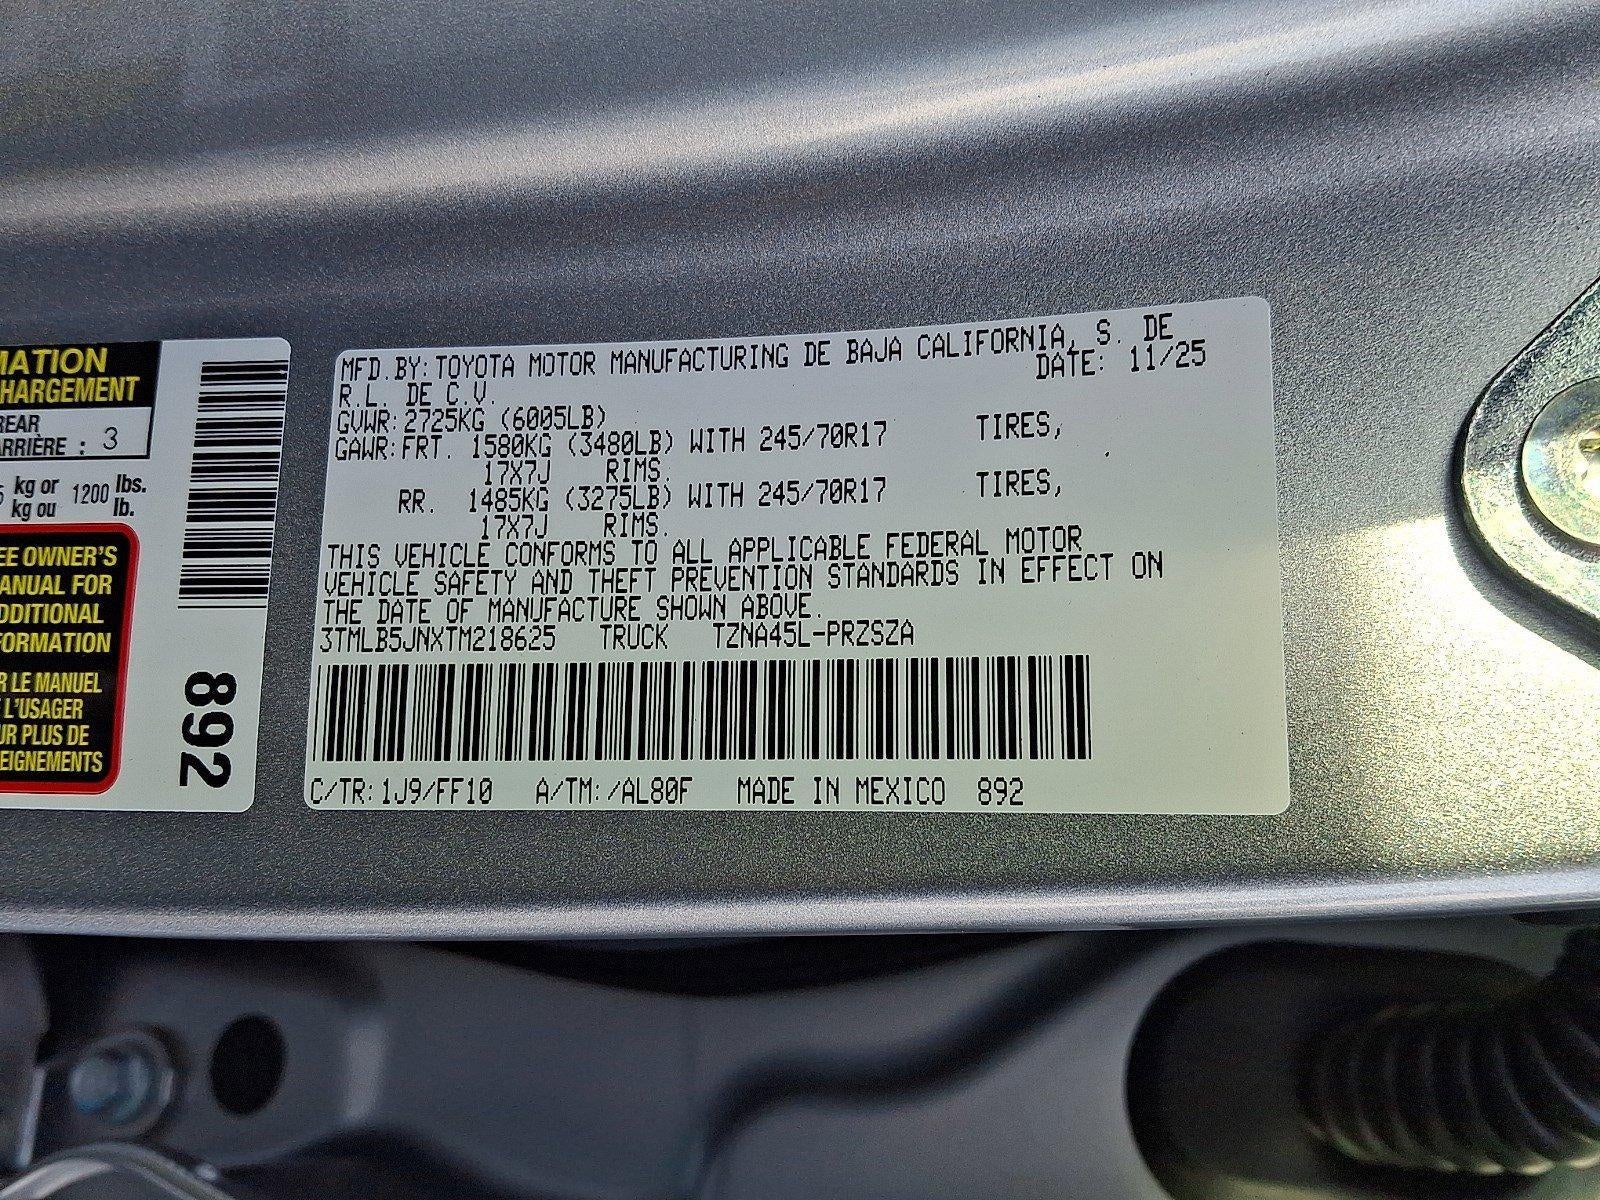 MATION
HARGEMENT
REAR
ARRIÈRE : 3
kg or 1200 lbs.
kg ou lb.
EE OWNER'S
ANUAL FOR
DDITIONAL
FORMATION
R LE MANUEL
L'USAGER
UR PLUS DE
EIGNEMENTS
892
MFD.BY:TOYOTA MOTOR MANUFACTURING DE BAJA CALIFORNIA, S. DE
R.L. DE C.V. DATE: 11/25
GVWR:2725KG (6005LB)
GAWR:FRT. 1580KG (3480LB) WITH 245/70R17 TIRES,
17X7J RIMS.
RR. 1485KG (3275LB) WITH 245/70R17 TIRES,
17X7J RIMS.
THIS VEHICLE CONFORMS TO ALL APPLICABLE FEDERAL MOTOR
VEHICLE SAFETY AND THEFT PREVENTION STANDARDS IN EFFECT ON
THE DATE OF MANUFACTURE SHOWN ABOVE.
3TMLB5JNXTM218625 TRUCK TZNA45L-PRZSZA
C/TR:1J9/FF10 A/TM:/AL80F MADE IN MEXICO 892